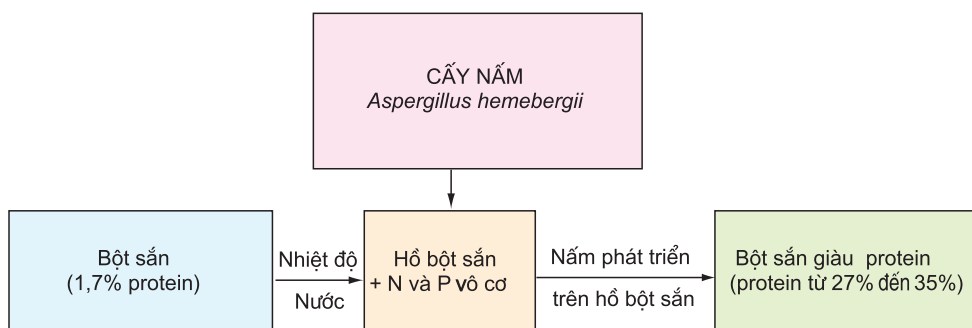 CẤY NẤM
Aspergillus hemebergii
Bột sắn
(1,7% protein)
Nhiệt độ
Nước
Hồ bột sắn
+ N và P vô cơ
Nấm phát triển
trên hồ bột sắn
Bột sắn giàu protein
(protein từ 27% đến 35%)